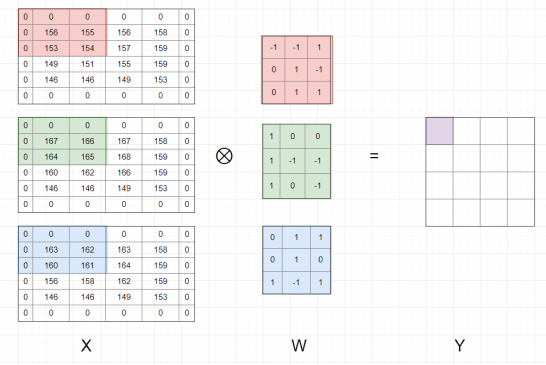 0 0 0 0 0 0
0 156 155 156 158 0
0 153 154 157 159 0
0 149 151 155 159 0
0 146 146 149 153 0
0 0 0 0 0 0
-1 -1 1
0 1 -1
0 1 1
0 0 0 0 0 0
0 167 166 167 158 0
0 164 165 168 159 0
0 160 162 166 159 0
0 146 146 149 153 0
0 0 0 0 0 0
1 0 0
1 -1 -1
1 0 -1
⊗
=
0 0 0 0 0 0
0 163 162 163 158 0
0 160 161 164 159 0
0 156 158 162 159 0
0 146 146 149 153 0
0 0 0 0 0 0
0 1 1
0 1 0
1 -1 1
X W Y